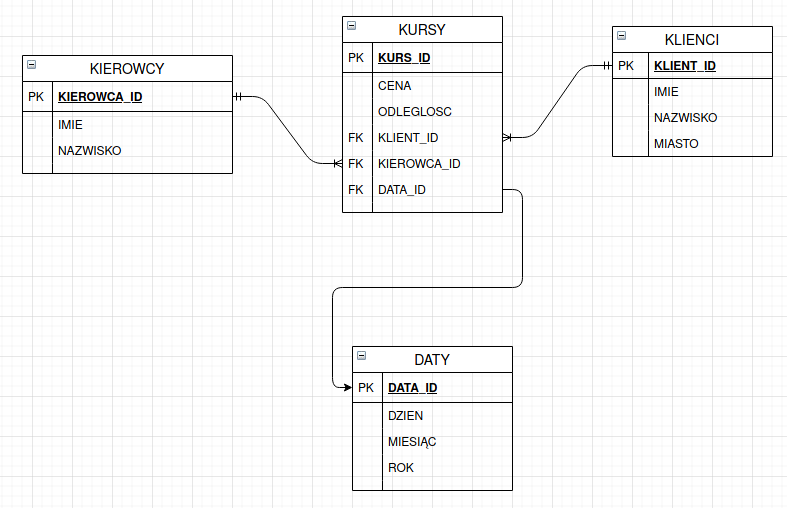 KIEROWCY
PK KIEROWCA_ID
IMIE
NAZWISKO
KURSY
PK KURS_ID
CENA
ODLEGLOSC
FK KLIENT_ID
FK KIEROWCA_ID
FK DATA_ID
KLIENCI
PK KLIENT_ID
IMIE
NAZWISKO
MIASTO
DATY
PK DATA_ID
DZIEN
MIESIĄC
ROK